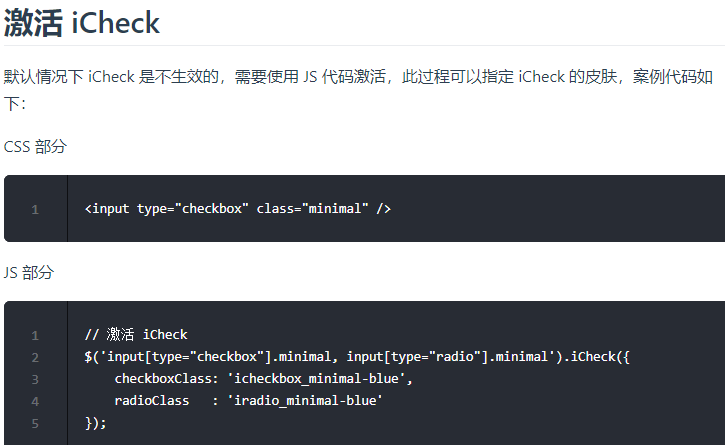 激活 iCheck
默认情况下 iCheck 是不生效的，需要使用 JS 代码激活，此过程可以指定 iCheck 的皮肤，案例代码如
下：
CSS 部分
1 <input type="checkbox" class="minimal" />
JS 部分
1 // 激活 iCheck
2 $('input[type="checkbox"].minimal, input[type="radio"].minimal').iCheck({
3     checkboxClass: 'icheckbox_minimal-blue',
4     radioClass   : 'iradio_minimal-blue'
5 });